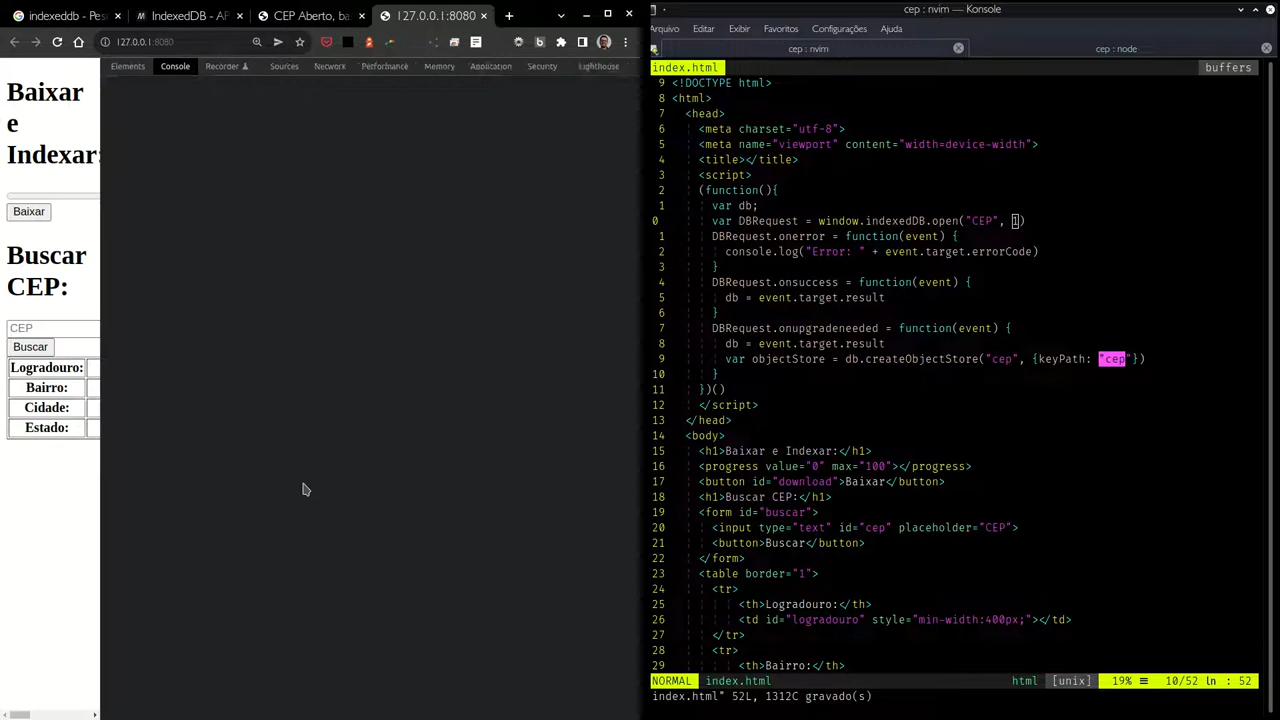 indexeddb - Pes
IndexedDB - AP
CEP Aberto, ba
127.0.0.1:8080
127.0.0.1:8080
Elements Console Recorder Sources Network Performance Memory Application Security Lighthouse
Baixar
e
Indexar:
Baixar
Buscar
CEP:
CEP
Buscar
Logradouro:
Bairro:
Cidade:
Estado:
cep : nvim — Konsole
Arquivo Editar Exibir Favoritos Configurações Ajuda
cep : nvim cep : node
index.html buffers
9 <!DOCTYPE html>
8 <html>
7 <head>
6 <meta charset="utf-8">
5 <meta name="viewport" content="width=device-width">
4 <title></title>
3 <script>
2 (function(){
1 var db;
0 var DBRequest = window.indexedDB.open("CEP", 1)
1 DBRequest.onerror = function(event) {
2 console.log("Error: " + event.target.errorCode)
3 }
4 DBRequest.onsuccess = function(event) {
5 db = event.target.result
6 }
7 DBRequest.onupgradeneeded = function(event) {
8 db = event.target.result
9 var objectStore = db.createObjectStore("cep", {keyPath: "cep"})
10 }
11 })()
12 </script>
13 </head>
14 <body>
15 <h1>Baixar e Indexar:</h1>
16 <progress value="0" max="100"></progress>
17 <button id="download">Baixar</button>
18 <h1>Buscar CEP:</h1>
19 <form id="buscar">
20 <input type="text" id="cep" placeholder="CEP">
21 <button>Buscar</button>
22 </form>
23 <table border="1">
24 <tr>
25 <th>Logradouro:</th>
26 <td id="logradouro" style="min-width:400px;"></td>
27 </tr>
28 <tr>
29 <th>Bairro:</th>
NORMAL index.html html [unix] 19% ☰ 10/52 ln : 52
index.html" 52L, 1312C gravado(s)